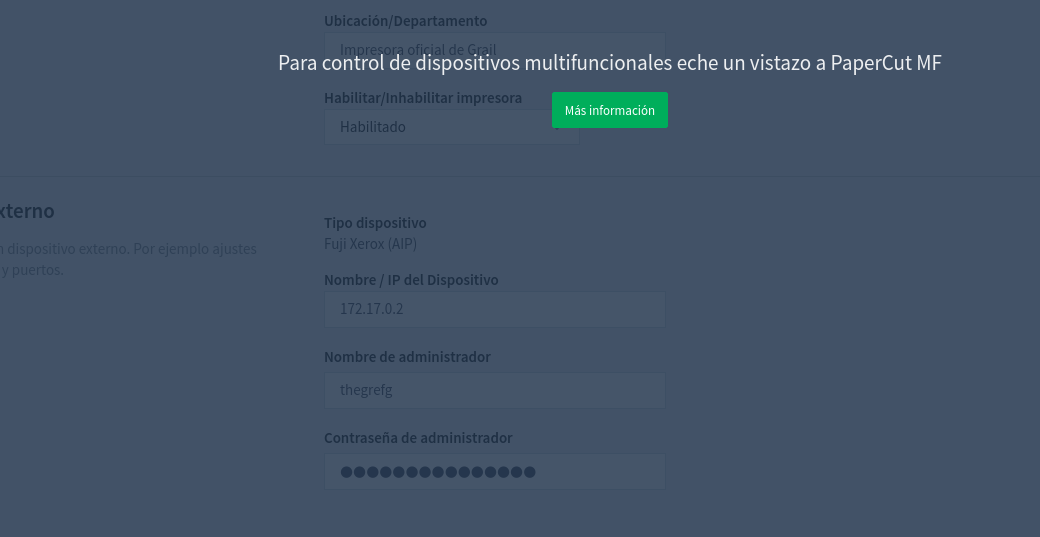 Ubicación/Departamento
Impresora oficial de Grail
Para control de dispositivos multifuncionales eche un vistazo a PaperCut MF
Habilitar/Inhabilitar impresora
Más información
Habilitado
xterno
Tipo dispositivo
n dispositivo externo. Por ejemplo ajustes
Fuji Xerox (AIP)
y puertos.
Nombre / IP del Dispositivo
172.17.0.2
Nombre de administrador
thegrefg
Contraseña de administrador
●●●●●●●●●●●●●●●